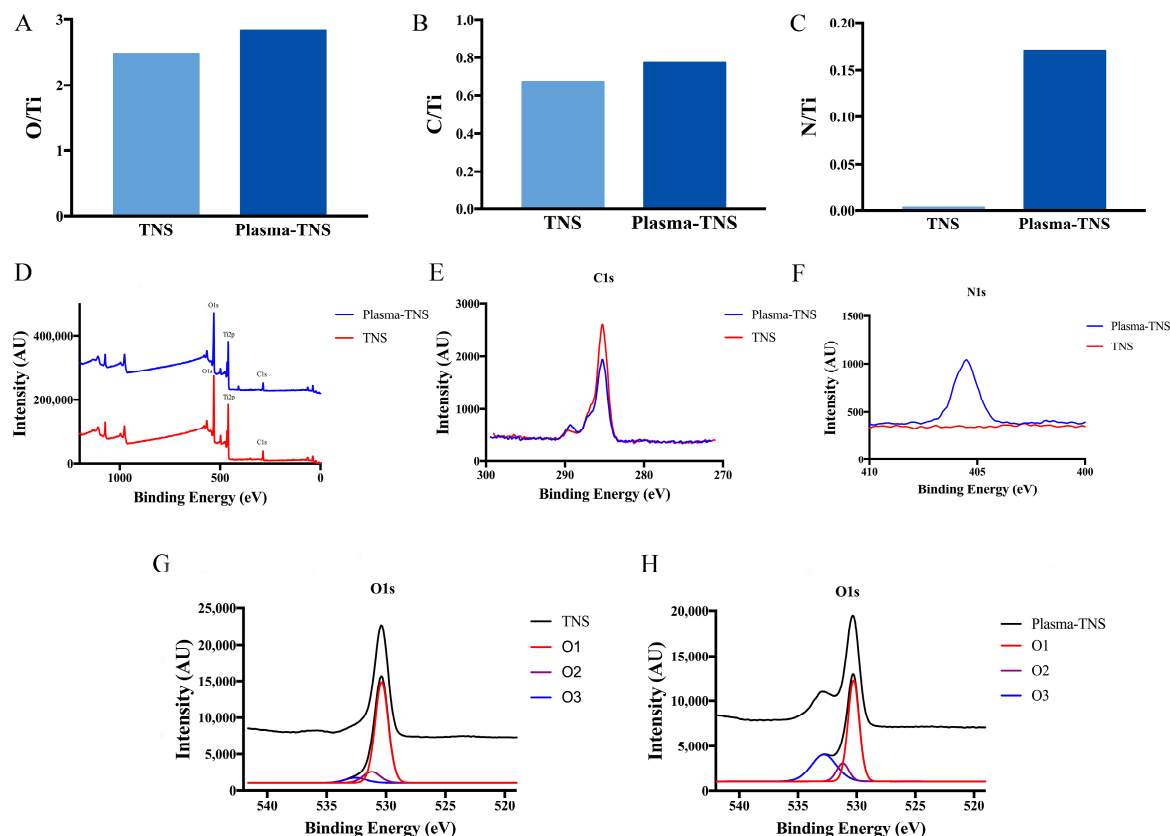 A
O/Ti
3
2
1
0
TNS Plasma-TNS
B
C/Ti
1.0
0.8
0.6
0.4
0.2
0.0
TNS Plasma-TNS
C
N/Ti
0.20
0.15
0.10
0.05
0.00
TNS Plasma-TNS
D
Intensity (AU)
400,000
200,000
0
1000 500 0
Binding Energy (eV)
O1s
Ti2p
C1s
O1s
Ti2p
C1s
Plasma-TNS
TNS
E
C1s
Intensity (AU)
3000
2000
1000
0
300 290 280 270
Binding Energy (eV)
Plasma-TNS
TNS
F
N1s
Intensity (AU)
1500
1000
500
0
410 405 400
Binding Energy (eV)
Plasma-TNS
TNS
G
O1s
Intensity (AU)
25,000
20,000
15,000
10,000
5,000
0
540 530 520
Binding Energy (eV)
TNS
O1
O2
O3
H
O1s
Intensity (AU)
20,000
15,000
10,000
5,000
0
540 530 520
Binding Energy (eV)
Plasma-TNS
O1
O2
O3